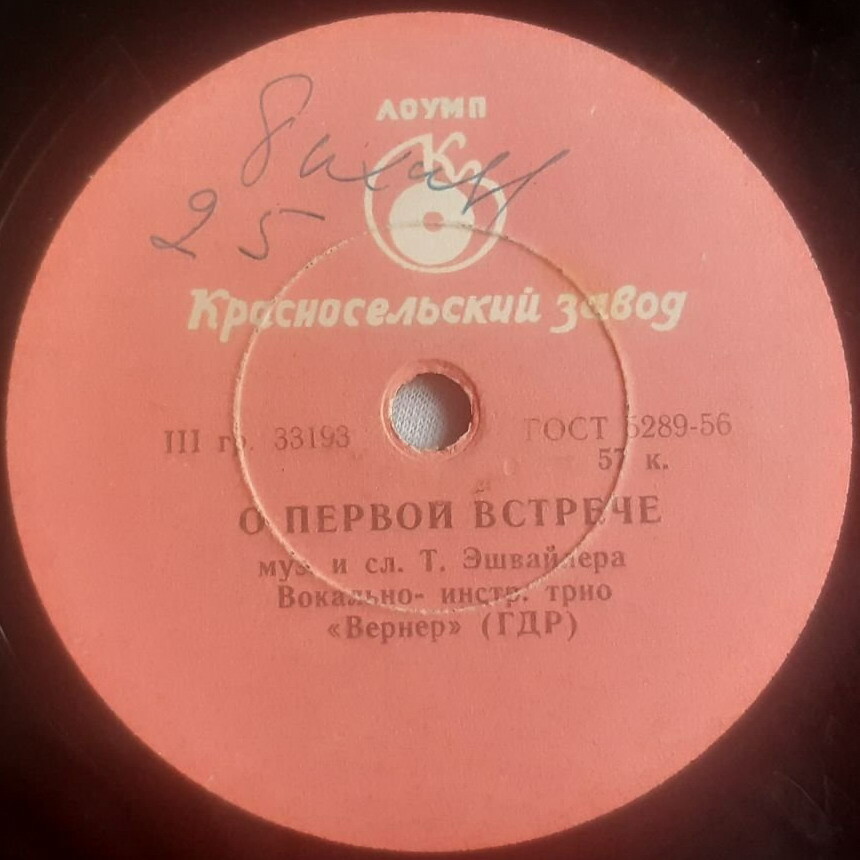 ЛОУМП
Кз
25
Красносельский завод
III гр. 33193
ГОСТ 5289-56
57 к.
О ПЕРВОЙ ВСТРЕЧЕ
муз. и сл. Т. Эшвайлера
Вокально- инстр. трио
«Вернер» (ГДР)